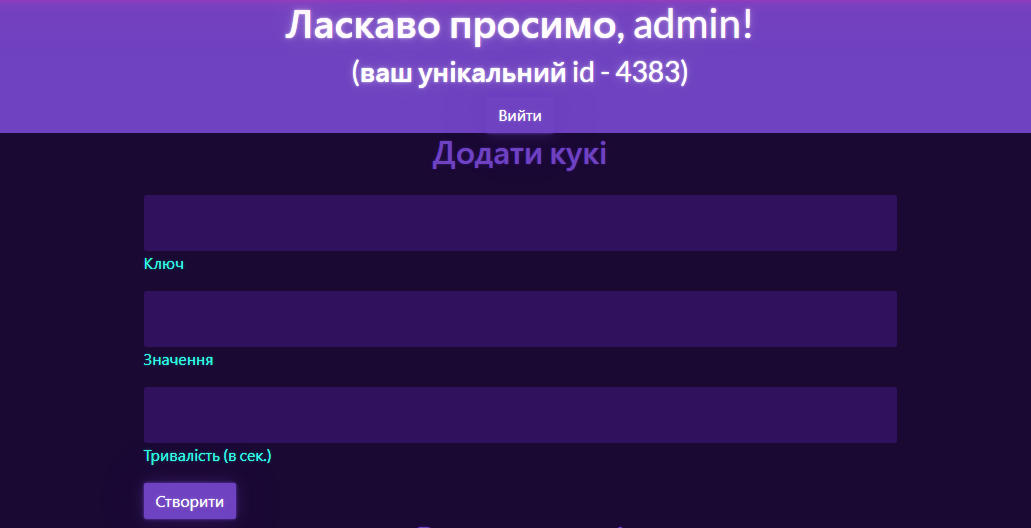 Ласкаво просимо, admin!
(ваш унікальний id - 4383)
Вийти
Додати кукі
Ключ
Значення
Тривалість (в сек.)
Створити